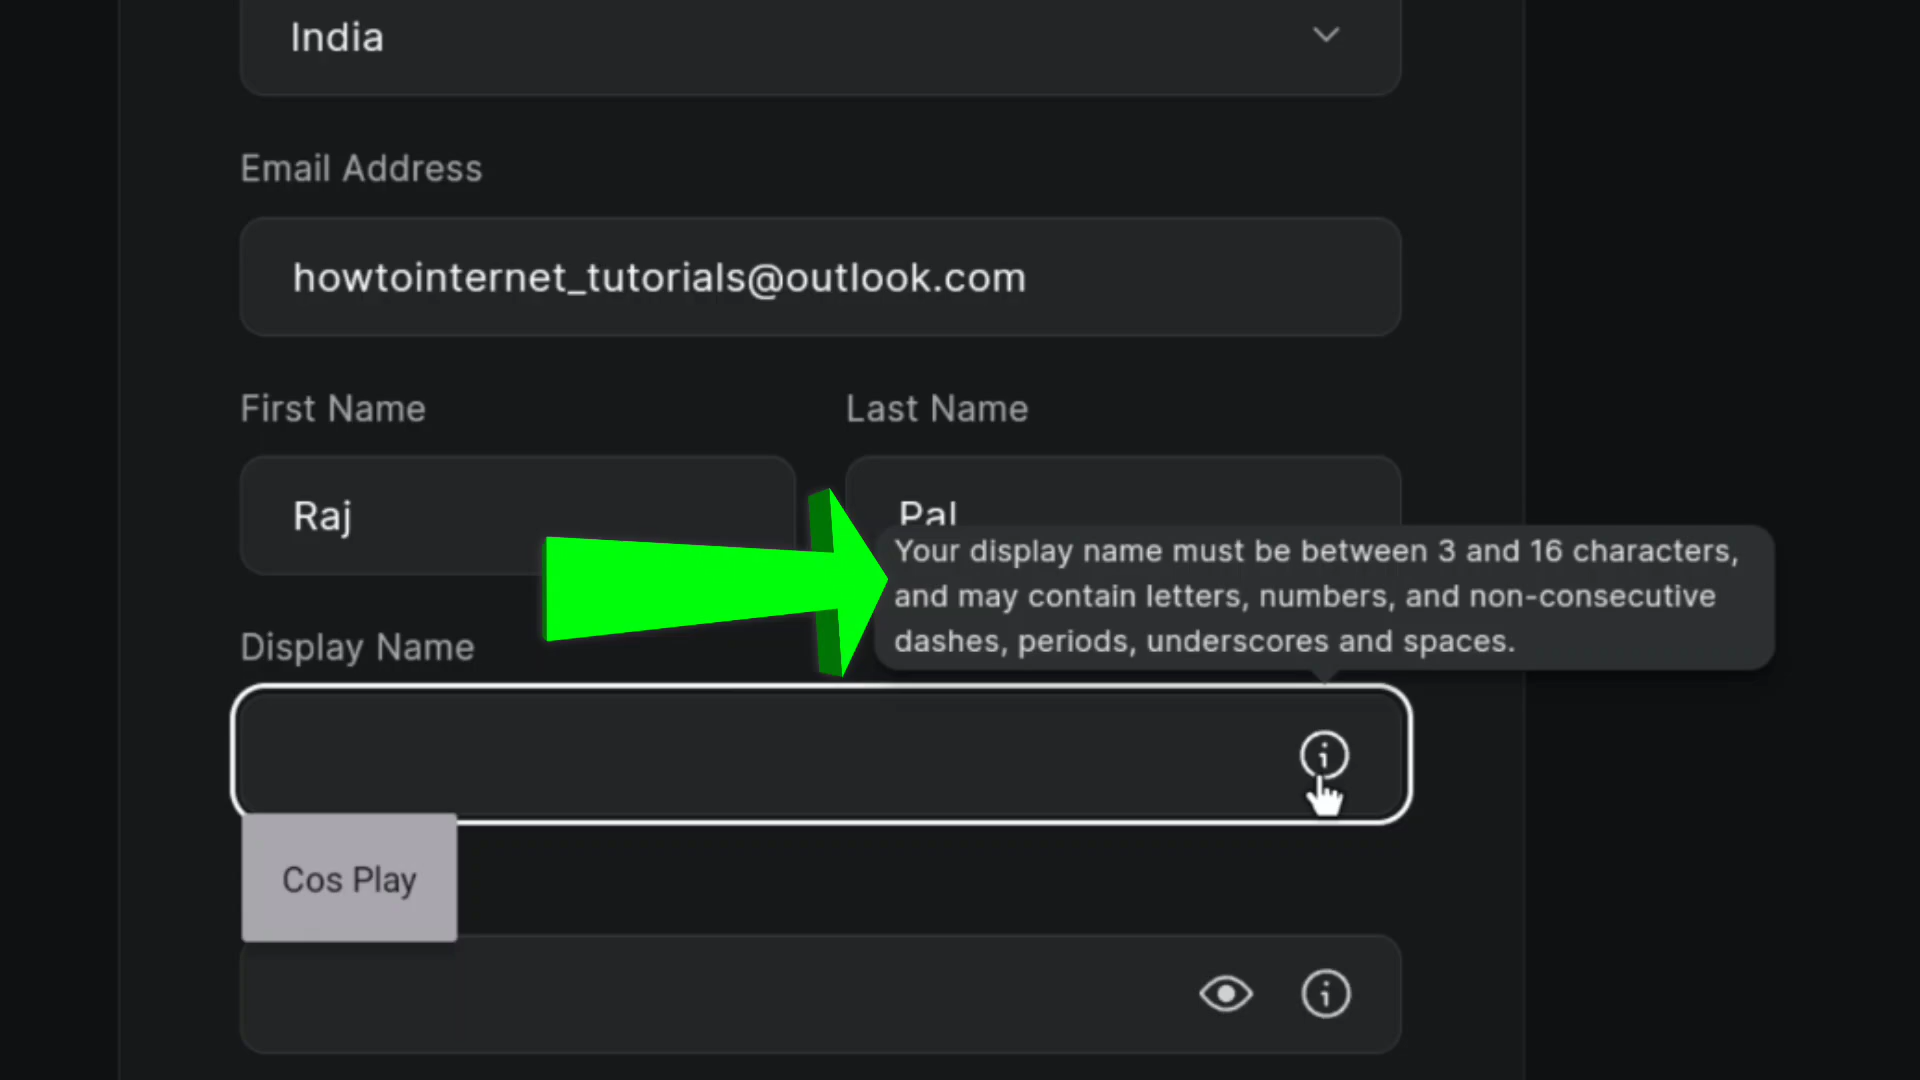 India
Email Address
howtointernet_tutorials@outlook.com
First Name
Last Name
Raj
Pal
Your display name must be between 3 and 16 characters,
and may contain letters, numbers, and non-consecutive
dashes, periods, underscores and spaces.
Display Name
Cos Play